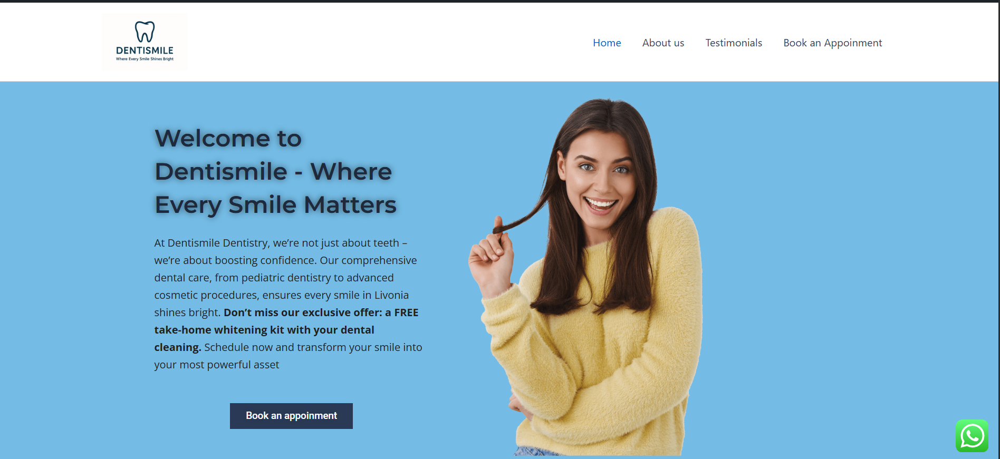 DENTISMILE
Where Every Smile Shines Bright
Home
About us
Testimonials
Book an Appoinment
Welcome to
Dentismile - Where
Every Smile Matters
At Dentismile Dentistry, we’re not just about teeth –
we’re about boosting confidence. Our comprehensive
dental care, from pediatric dentistry to advanced
cosmetic procedures, ensures every smile in Livonia
shines bright. Don’t miss our exclusive offer: a FREE
take-home whitening kit with your dental
cleaning. Schedule now and transform your smile into
your most powerful asset
Book an appoinment